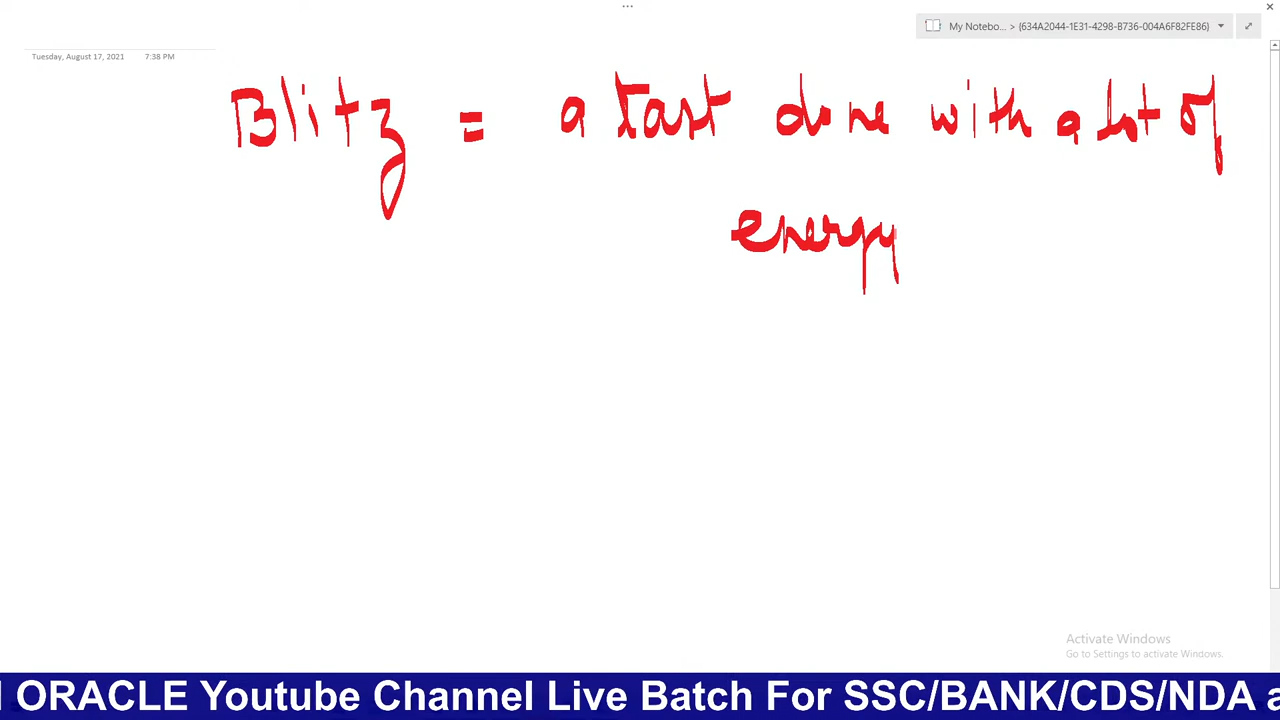 My Notebo... > (634A2044-1E31-4298-B736-004A6F82FE86)
Tuesday, August 17, 2021 7:38 PM
Blitz = a tast done with a lot of
energy
Activate Windows
Go to Settings to activate Windows.
ORACLE Youtube Channel Live Batch For SSC/BANK/CDS/NDA a